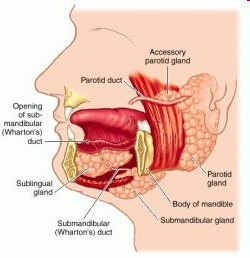 Accessory
parotid gland
Parotid duct
Opening
of sub-
mandibular
(Wharton's)
duct
Sublingual
gland
Submandibular
(Wharton's) duct
Parotid
gland
Body of mandible
Submandibular gland